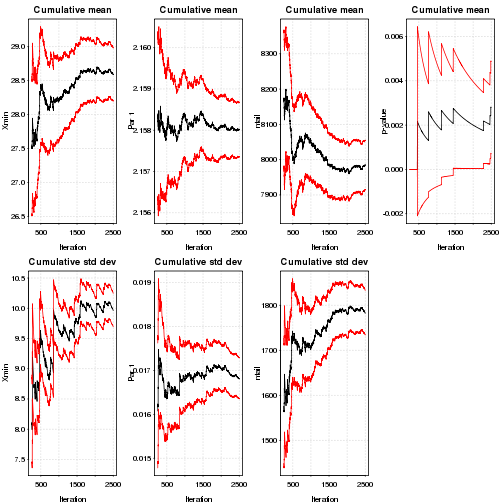 Cumulative mean
Cumulative mean
Cumulative mean
Cumulative mean
Xmin
26.5
27.0
27.5
28.0
28.5
29.0
500
1500
2500
Iteration
Par 1
2.156
2.157
2.158
2.159
2.160
500
1500
2500
Iteration
ntail
7900
8000
8100
8200
8300
500
1500
2500
Iteration
P-value
-0.002
0.000
0.002
0.004
0.006
500
1500
2500
Iteration
Cumulative std dev
Cumulative std dev
Cumulative std dev
Xmin
7.5
8.0
8.5
9.0
9.5
10.0
10.5
500
1500
2500
Iteration
Par 1
0.015
0.016
0.017
0.018
0.019
500
1500
2500
Iteration
ntail
1500
1600
1700
1800
500
1500
2500
Iteration